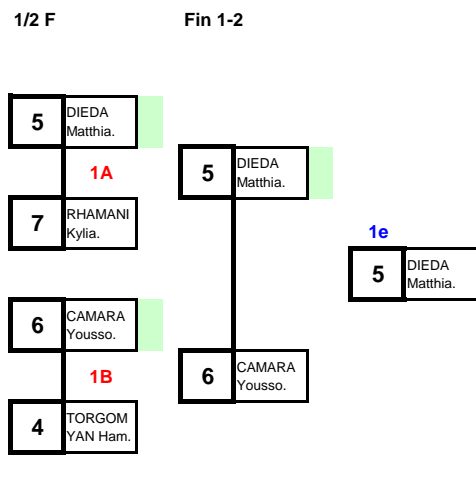 1/2 F
Fin 1-2
5
DIEDA
Matthia.
1A
7
RHAMANI
Kylia.
6
CAMARA
Yousso.
1B
4
TORGOM
YAN Ham.
5
DIEDA
Matthia.
6
CAMARA
Yousso.
1e
5
DIEDA
Matthia.